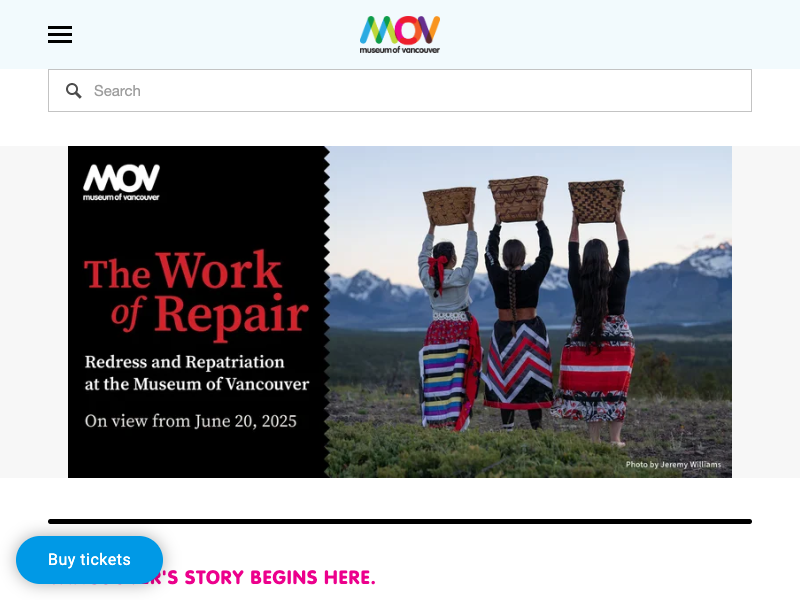 MOV
museum of vancouver
Search
MOV
museum of vancouver
The Work
of Repair
Redress and Repatriation
at the Museum of Vancouver
On view from June 20, 2025
Photo by Jeremy Williams
Buy tickets
'S STORY BEGINS HERE.